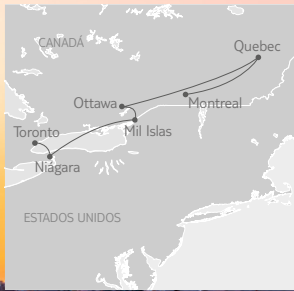 Quebec
CANADÁ
Ottawa
Montreal
Toronto
Mil Islas
Niágara
ESTADOS UNIDOS